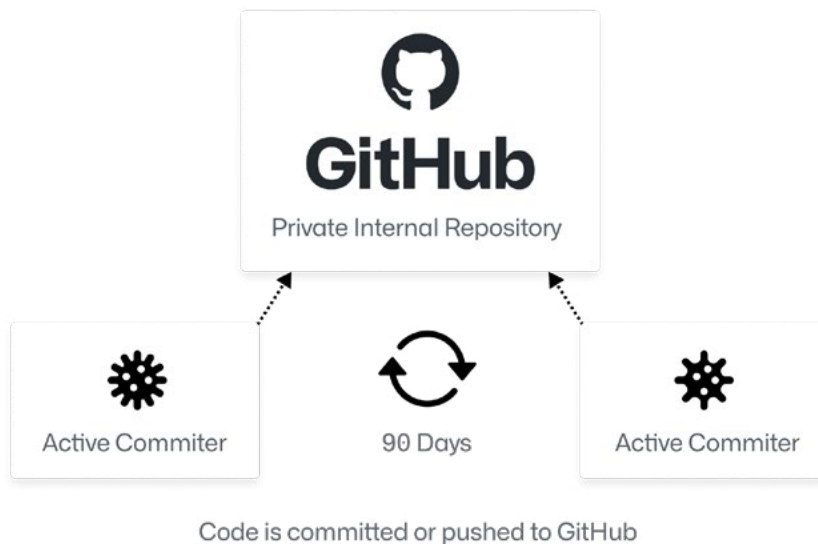 GitHub
Private Internal Repository
Active Commiter
90 Days
Active Commiter
Code is committed or pushed to GitHub